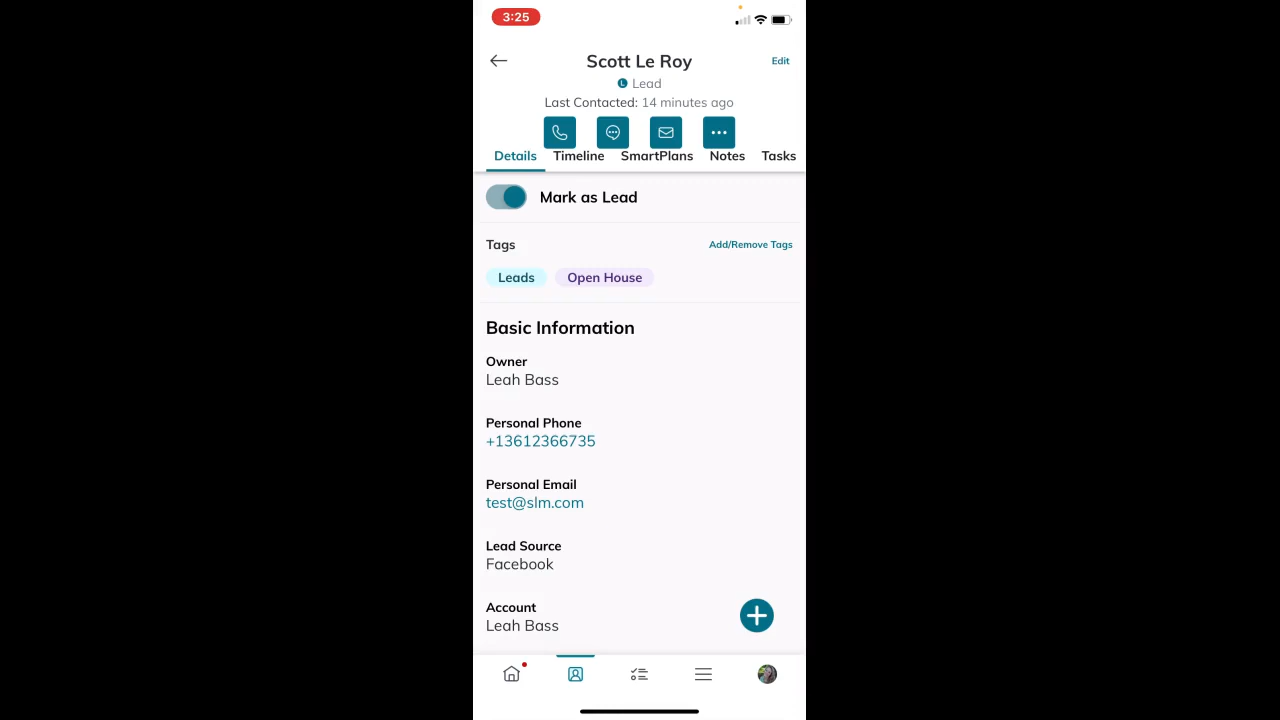 3:25
Scott Le Roy
Edit
L Lead
Last Contacted: 14 minutes ago
Details Timeline SmartPlans Notes Tasks
Mark as Lead
Tags Add/Remove Tags
Leads Open House
Basic Information
Owner
Leah Bass
Personal Phone
+13612366735
Personal Email
test@slm.com
Lead Source
Facebook
Account
Leah Bass